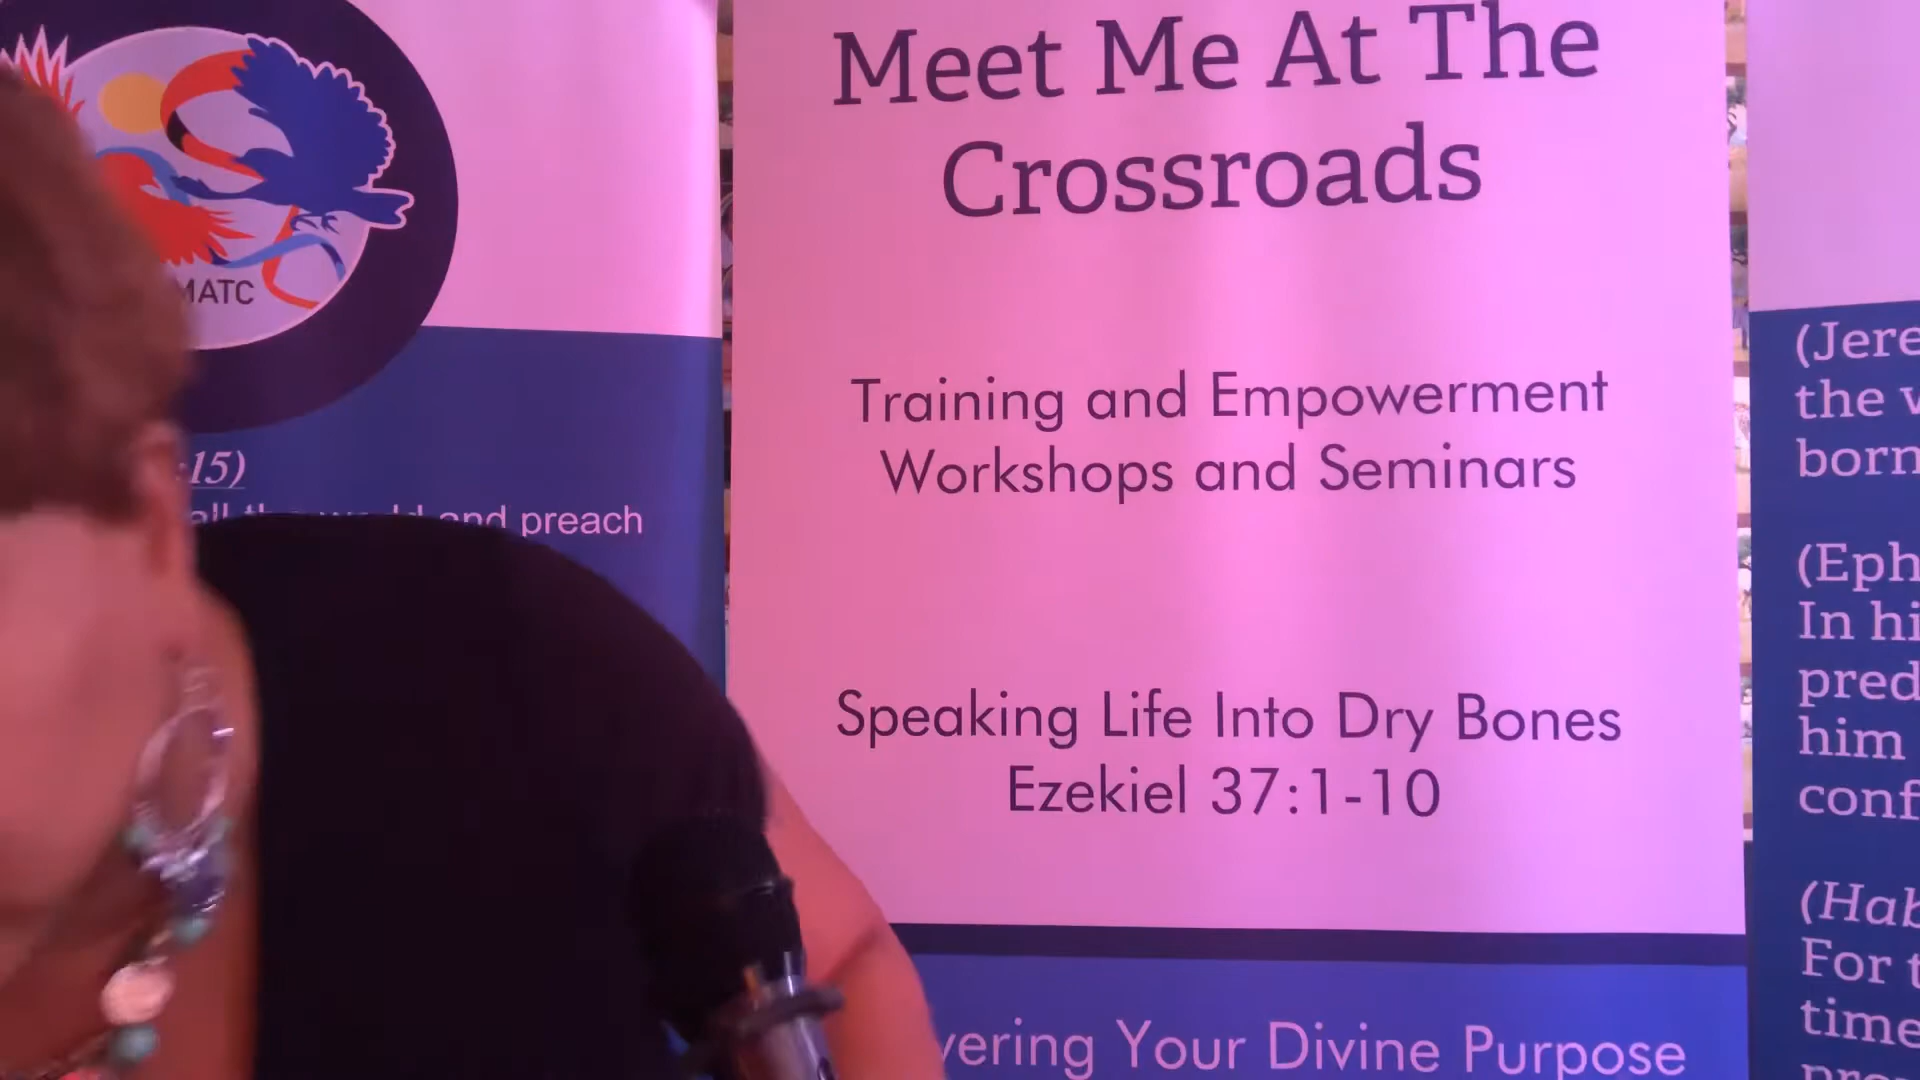 MATC
:15)
and preach
Meet Me At The
Crossroads
Training and Empowerment
Workshops and Seminars
Speaking Life Into Dry Bones
Ezekiel 37:1-10
vering Your Divine Purpose
(Jere
the
born
(Eph
In hi
pred
him
conf
(Hab
For t
time